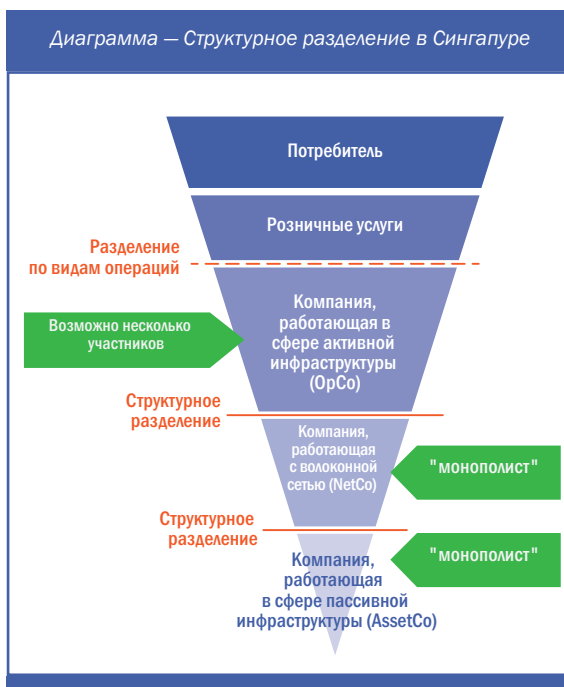 Диаграмма — Структурное разделение в Сингапуре
Потребитель
Розничные услуги
Разделение
по видам операций
Компания,
работающая в
сфере активной
инфраструктуры
(OpCo)
Возможно несколько
участников
Структурное
разделение
Компания,
работающая
с волоконной
сетью (NetCo)
"монополист"
Структурное
разделение
"монополист"
Компания,
работающая
в сфере пассивной
инфраструктуры (AssetCo)